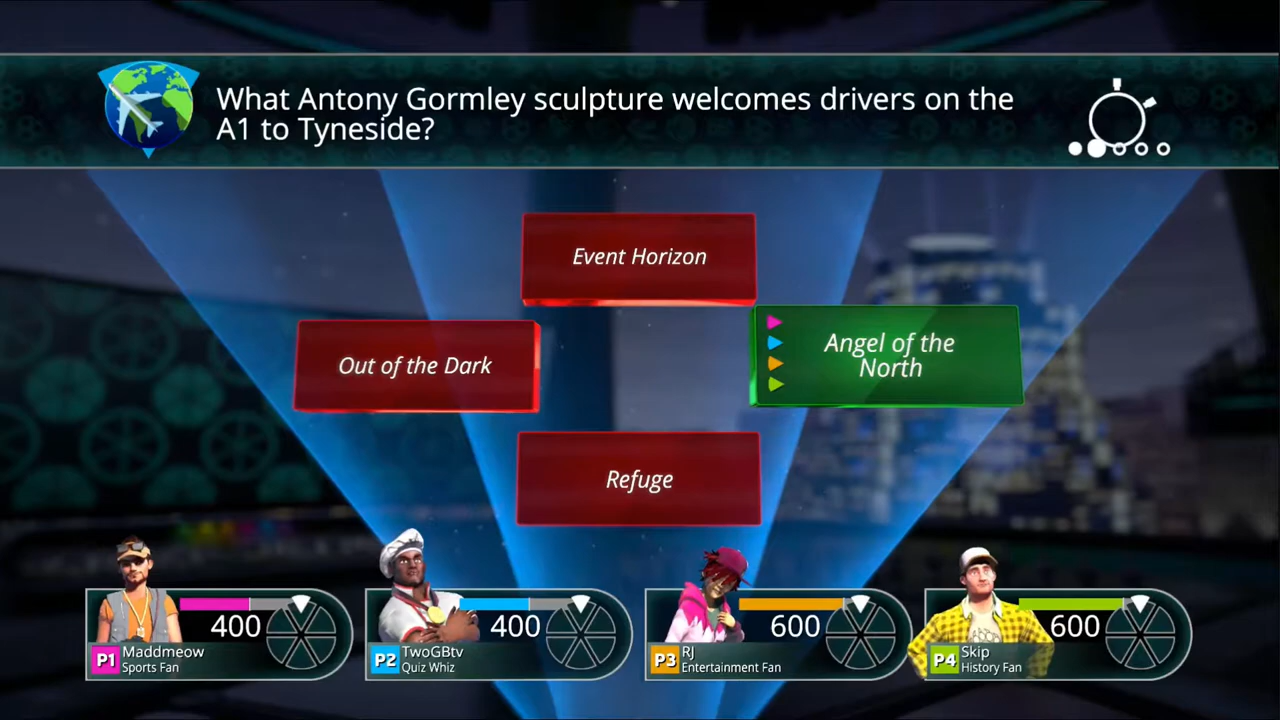 What Antony Gormley sculpture welcomes drivers on the
A1 to Tyneside?
Event Horizon
Out of the Dark
Angel of the
North
Refuge
400
P1 Maddmeow
Sports Fan
400
P2 TwoGBtv
Quiz Whiz
600
P3 RJ
Entertainment Fan
600
P4 Skip
History Fan